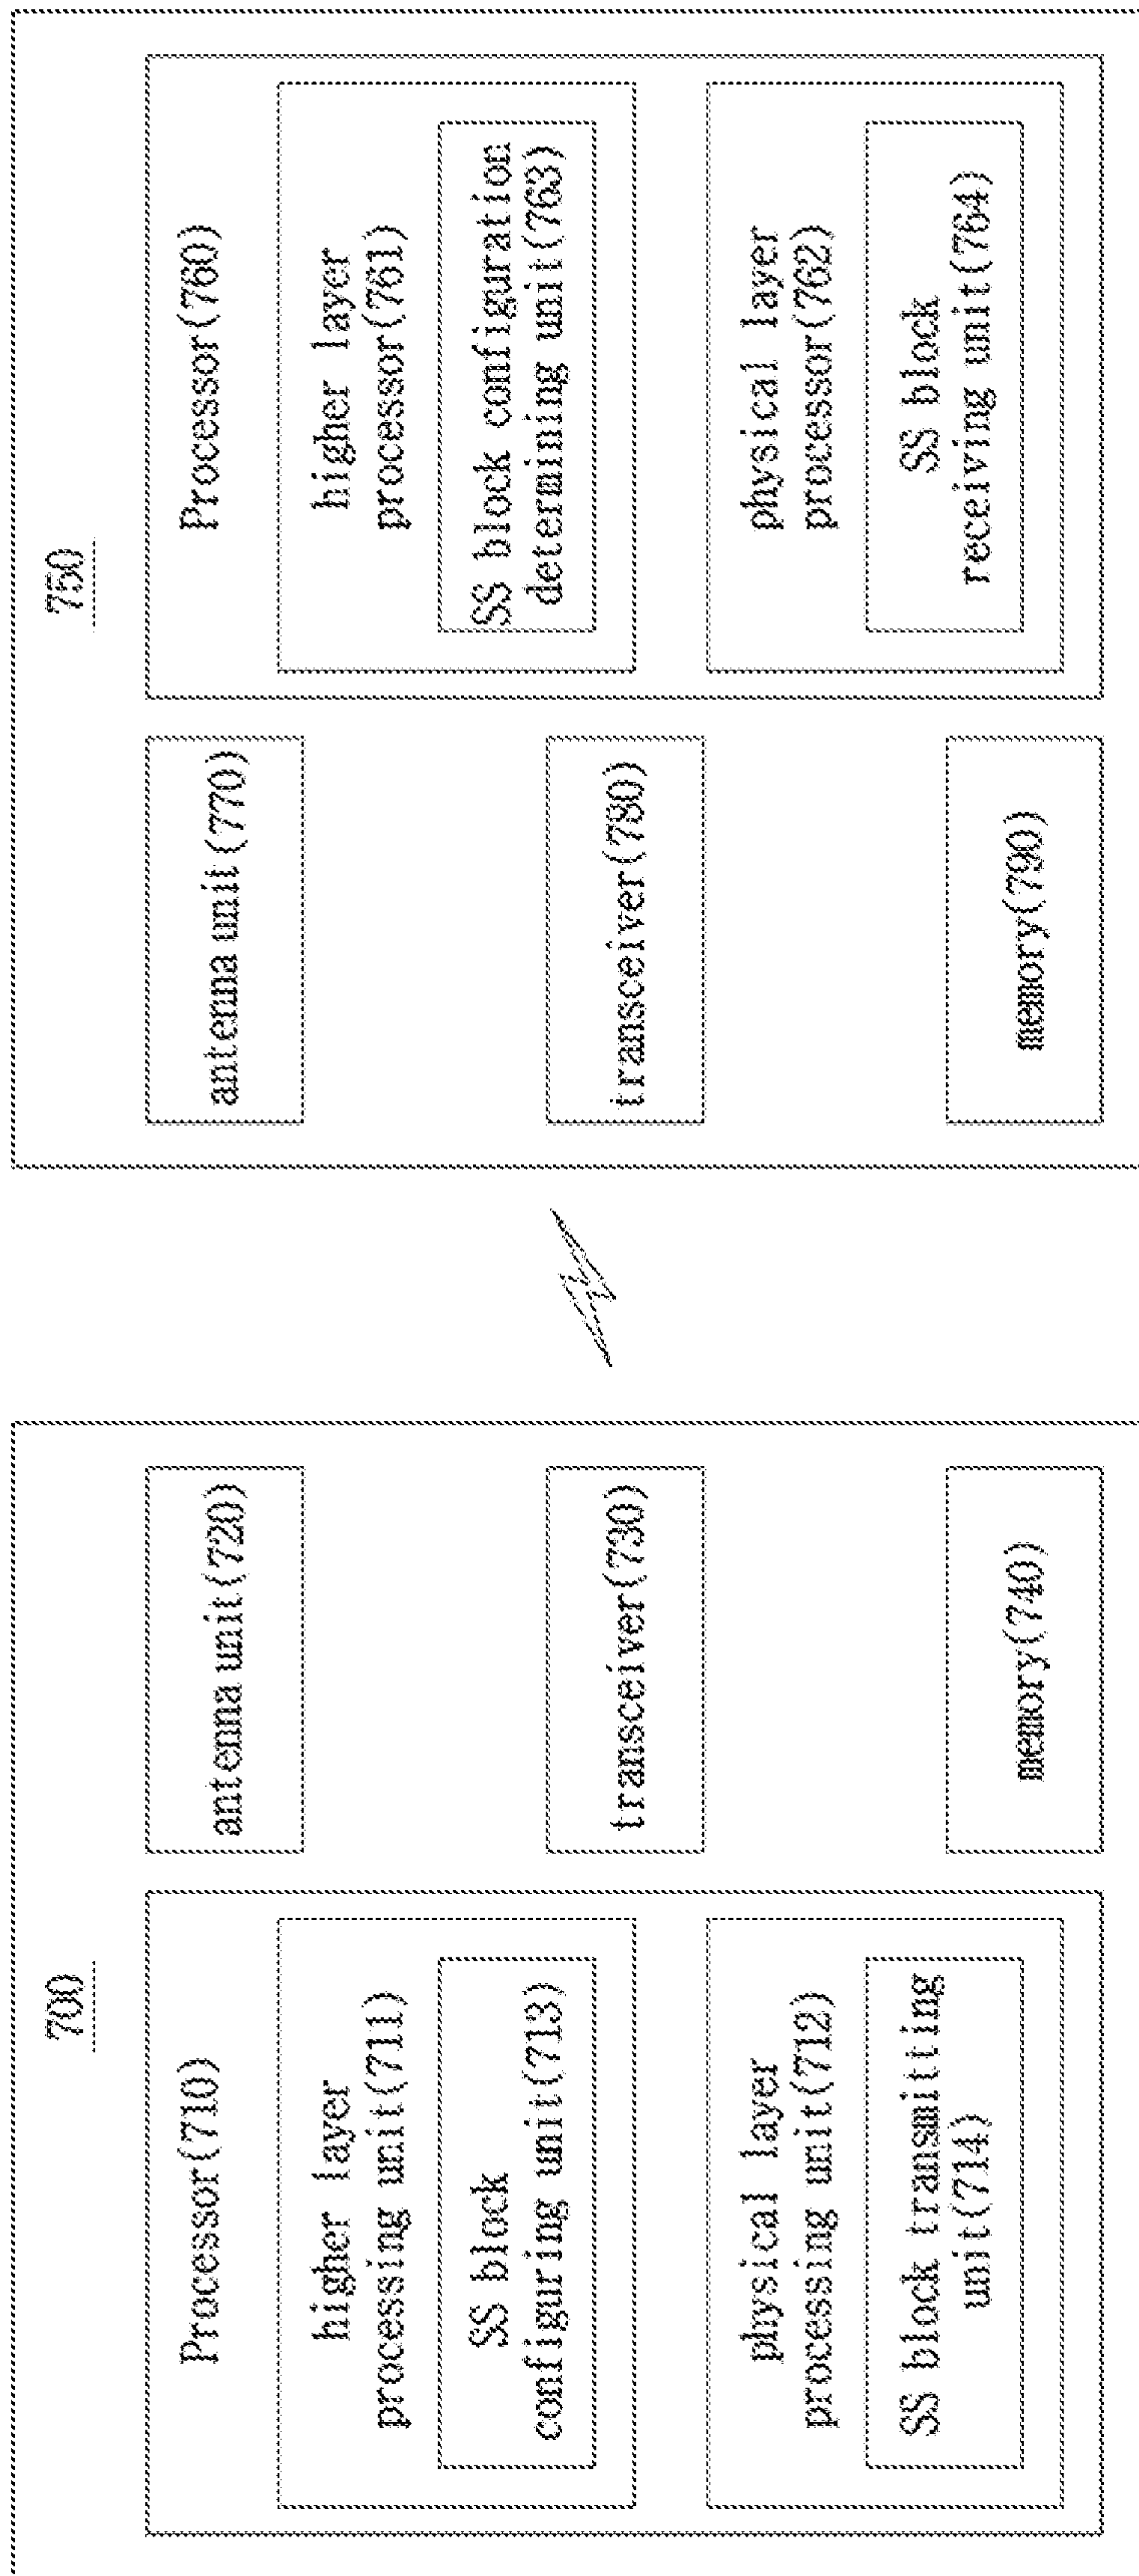 700
Processor(710)
higher layer
processing unit(711)
SS block
configuring unit(713)
physical layer
processing unit(712)
SS block transmitting
unit(714)
antenna unit(720)
transceiver(730)
memory(740)
750
antenna unit(770)
transceiver(780)
memory(790)
Processor(760)
higher layer
processor(761)
SS block configuration
determining unit(763)
physical layer
processor(762)
SS block
receiving unit(764)